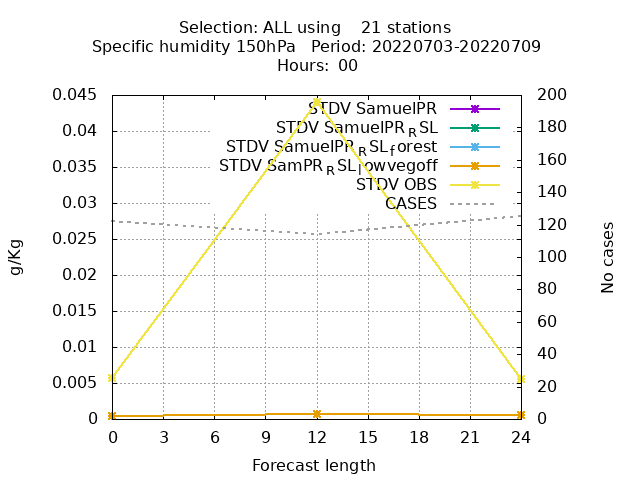 Selection: ALL using    21 stations
Specific humidity 150hPa   Period: 20220703-20220709
Hours: 00
STDV SamuelPR
STDV SamuelPR_RSL
STDV SamuelPR_RSL_forest
STDV SamPR_RSL_lowvegoff
STDV OBS
CASES
0.045
0.04
0.035
0.03
0.025
0.02
0.015
0.01
0.005
0
200
180
160
140
120
100
80
60
40
20
0
g/Kg
No cases
0 3 6 9 12 15 18 21 24
Forecast length